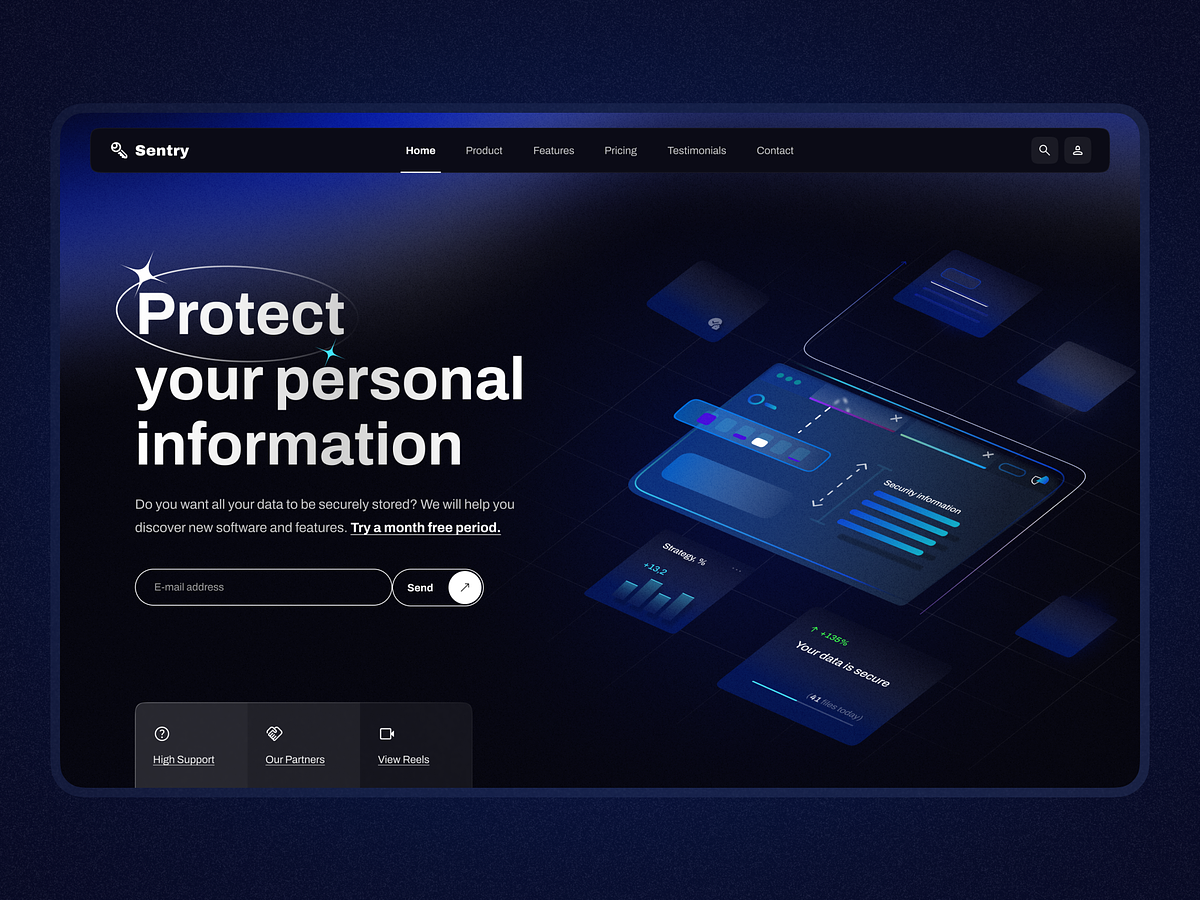 Sentry
Home
Product
Features
Pricing
Testimonials
Contact
Protect
your personal
information
Do you want all your data to be securely stored? We will help you
discover new software and features. Try a month free period.
E-mail address
Send
High Support
Our Partners
View Reels
Security information
Strategy, %
+13,2
+135%
Your data is secure
(41 files today)